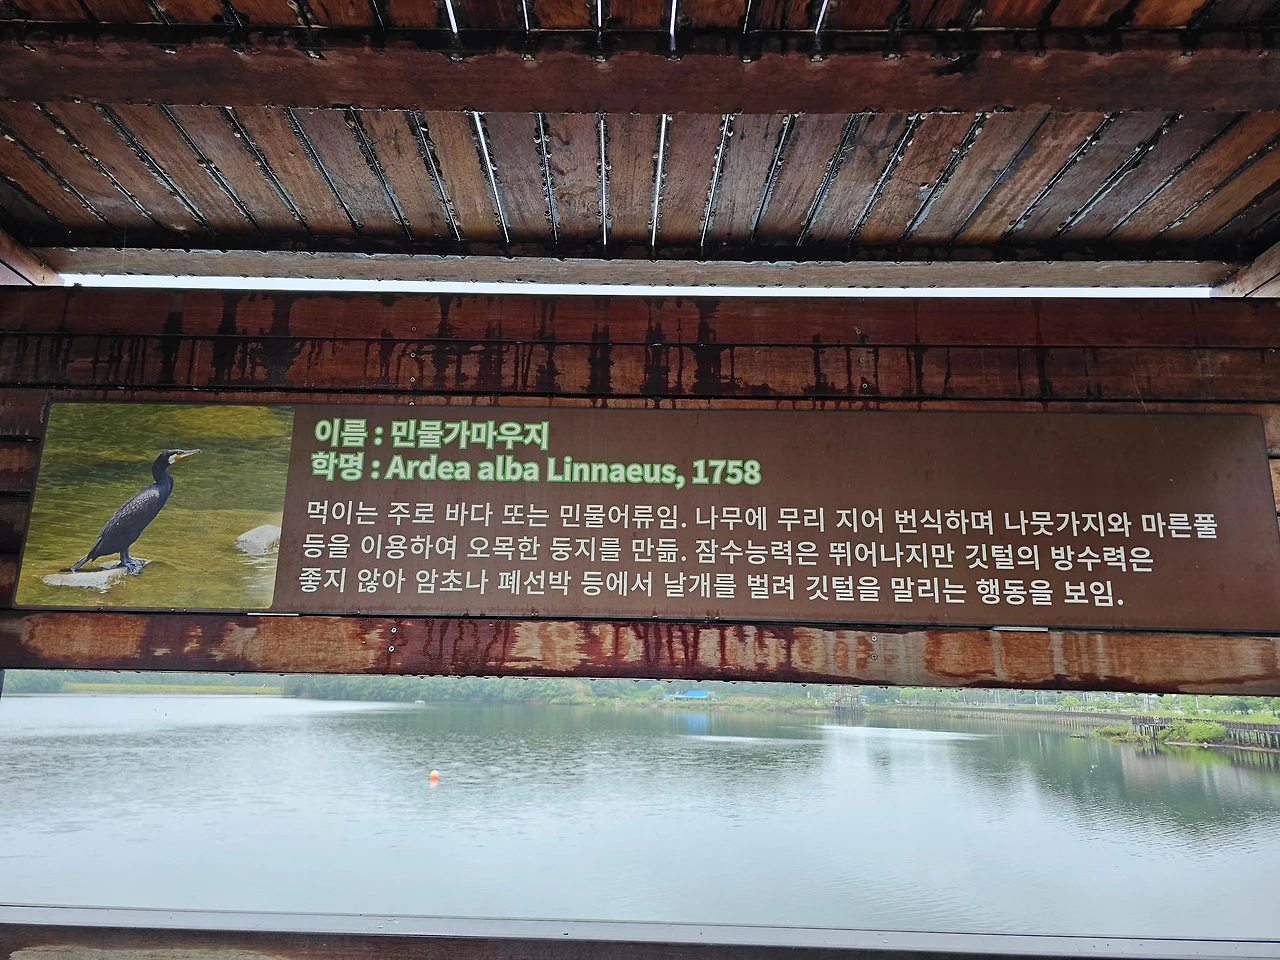 이름 : 민물가마우지
학명 : Ardea alba Linnaeus, 1758
먹이는 주로 바다 또는 민물어류임. 나무에 무리 지어 번식하며 나뭇가지와 마른풀
등을 이용하여 오목한 둥지를 만듦. 잠수능력은 뛰어나지만 깃털의 방수력은
좋지 않아 암초나 폐선박 등에서 날개를 벌려 깃털을 말리는 행동을 보임.